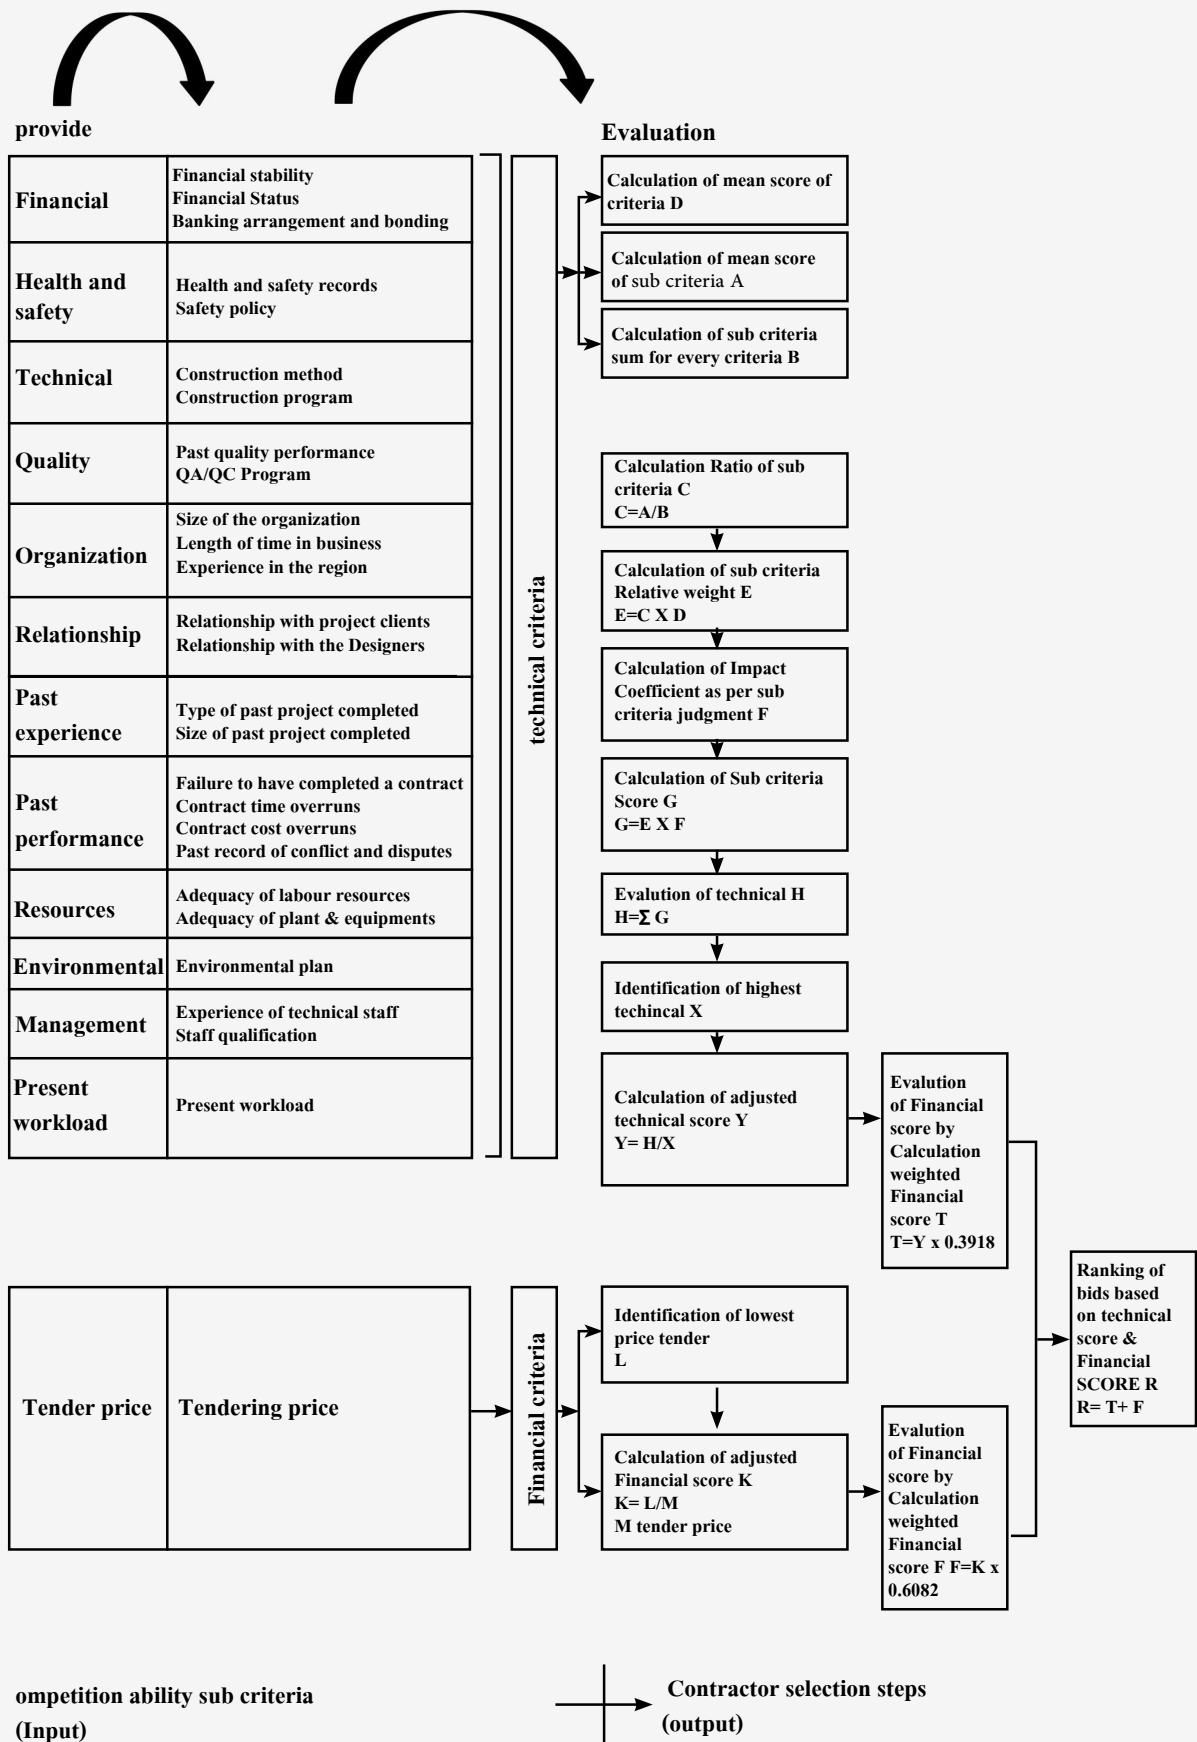 provide
Evaluation
Financial
Financial stability
Financial Status
Banking arrangement and bonding
Health and
safety
Health and safety records
Safety policy
Technical
Construction method
Construction program
Quality
Past quality performance
QA/QC Program
Organization
Size of the organization
Length of time in business
Experience in the region
Relationship
Relationship with project clients
Relationship with the Designers
Past
experience
Type of past project completed
Size of past project completed
Past
performance
Failure to have completed a contract
Contract time overruns
Contract cost overruns
Past record of conflict and disputes
Resources
Adequacy of labour resources
Adequacy of plant & equipments
Environmental
Environmental plan
Management
Experience of technical staff
Staff qualification
Present
workload
Present workload
technical criteria
Calculation of mean score of
criteria D
Calculation of mean score
of sub criteria A
Calculation of sub criteria
sum for every criteria B
Calculation Ratio of sub
criteria C
C=A/B
Calculation of sub criteria
Relative weight E
E=C X D
Calculation of Impact
Coefficient as per sub
criteria judgment F
Calculation of Sub criteria
Score G
G=E X F
Evalution of technical H
H=Σ G
Identification of highest
techincal X
Calculation of adjusted
technical score Y
Y= H/X
Evalution
of Financial
score by
Calculation
weighted
Financial
score T
T=Y x 0.3918
Tender price
Tendering price
Financial criteria
Identification of lowest
price tender
L
Calculation of adjusted
Financial score K
K= L/M
M tender price
Evalution
of Financial
score by
Calculation
weighted
Financial
score F F=K x
0.6082
Ranking of
bids based
on technical
score &
Financial
SCORE R
R= T+ F
ompetition ability sub criteria
(Input)
Contractor selection steps
(output)